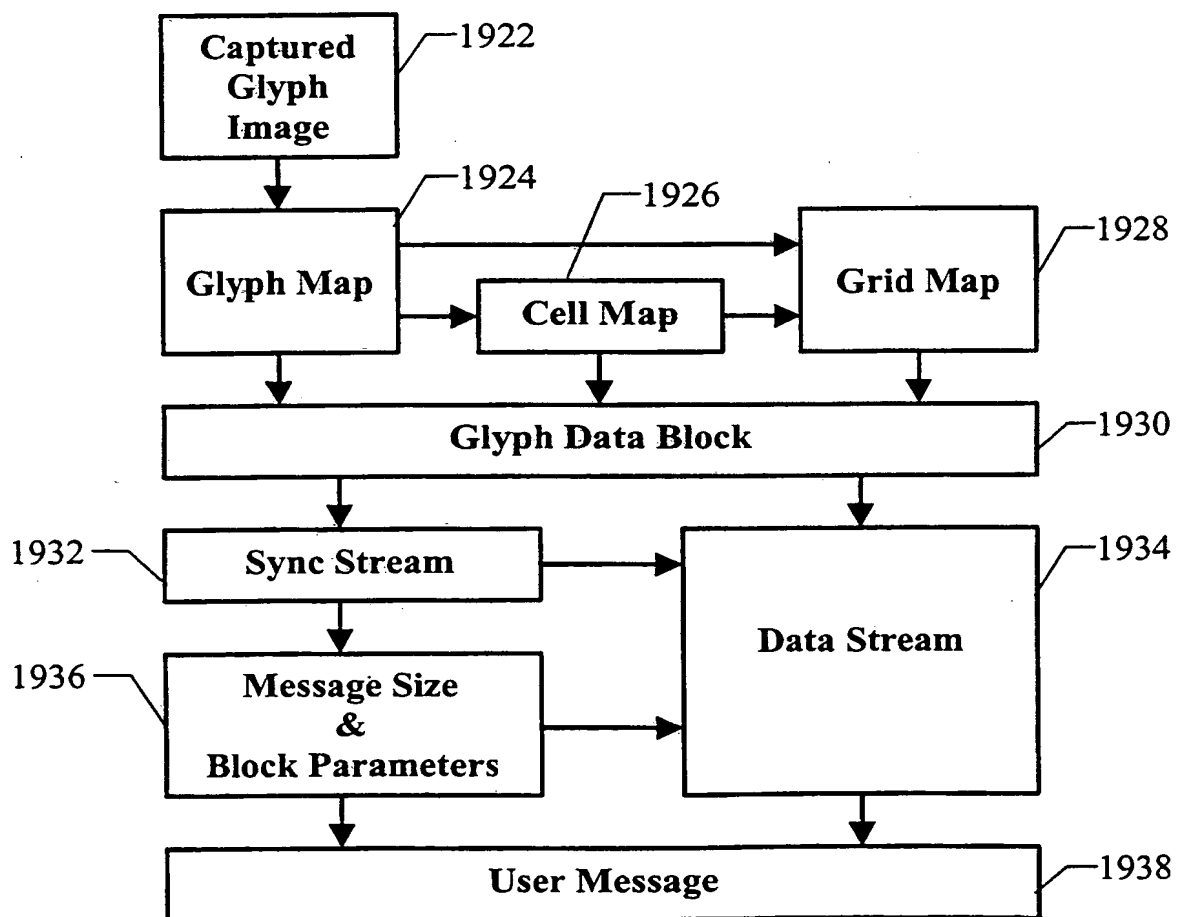 Captured
Glyph
Image
1922
1924
1926
1928
Glyph Map
Cell Map
Grid Map
Glyph Data Block
1930
1932
Sync Stream
1934
Data Stream
1936
Message Size
&
Block Parameters
User Message
1938